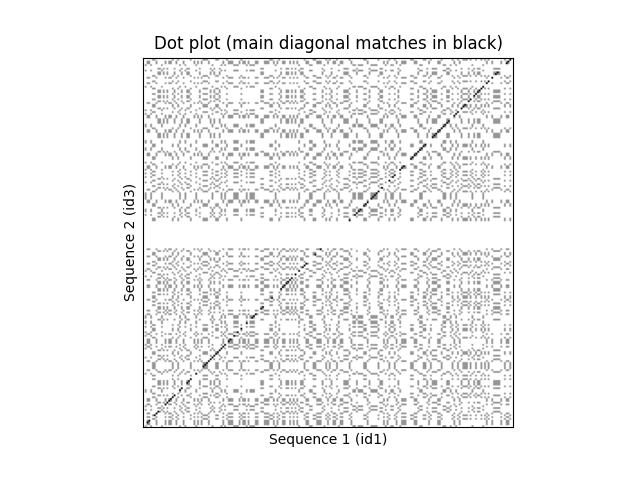 Dot plot (main diagonal matches in black)
Sequence 2 (id3)
Sequence 1 (id1)